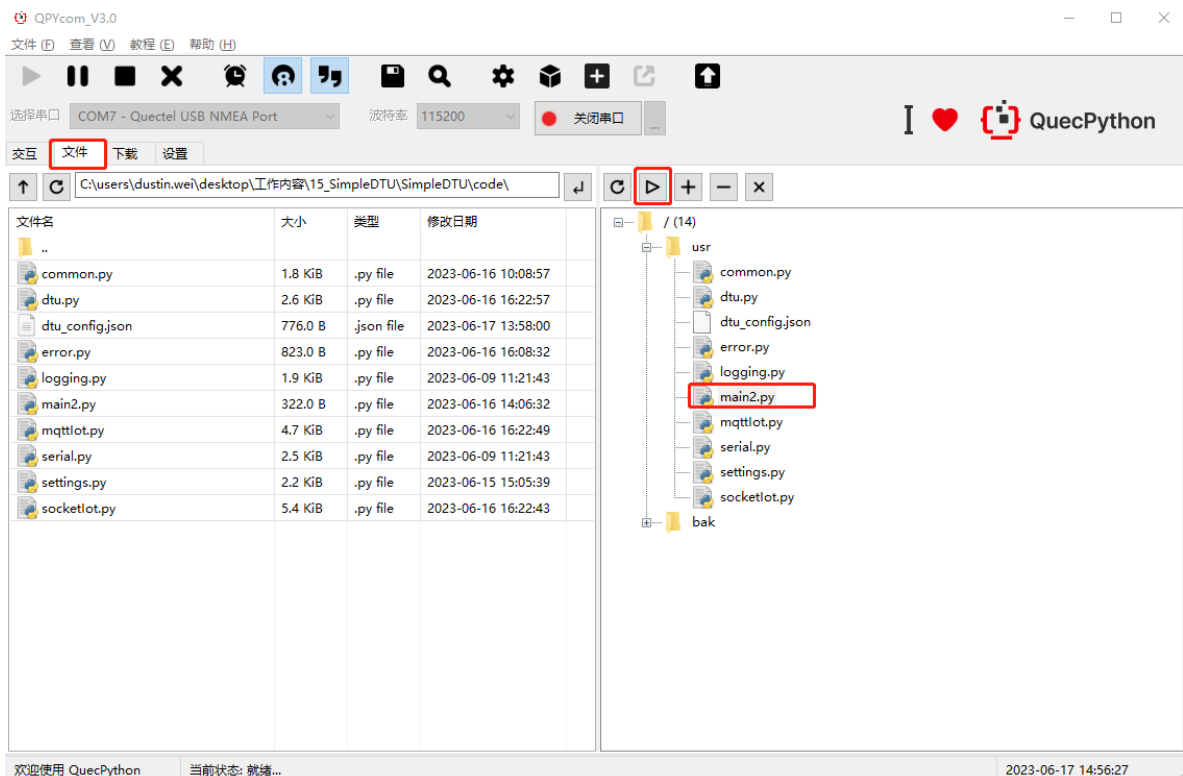 QPYcom_V3.0
文件 (F) 查看 (V) 教程 (E) 帮助 (H)
选择串口 COM7 - Quectel USB NMEA Port 波特率 115200 关闭串口 ... I QuecPython
交互 文件 下载 设置
C:\users\dustin.wei\desktop\工作内容\15_SimpleDTU\SimpleDTU\code\
文件名 大小 类型 修改日期
..
common.py 1.8 KiB .py file 2023-06-16 10:08:57
dtu.py 2.6 KiB .py file 2023-06-16 16:22:57
dtu_config.json 776.0 B .json file 2023-06-17 13:58:00
error.py 823.0 B .py file 2023-06-16 16:08:32
logging.py 1.9 KiB .py file 2023-06-09 11:21:43
main2.py 322.0 B .py file 2023-06-16 14:06:32
mqttIot.py 4.7 KiB .py file 2023-06-16 16:22:49
serial.py 2.5 KiB .py file 2023-06-09 11:21:43
settings.py 2.2 KiB .py file 2023-06-15 15:05:39
socketIot.py 5.4 KiB .py file 2023-06-16 16:22:43
/ (14)
usr
common.py
dtu.py
dtu_config.json
error.py
logging.py
main2.py
mqttIot.py
serial.py
settings.py
socketIot.py
bak
欢迎使用 QuecPython 当前状态: 就绪... 2023-06-17 14:56:27